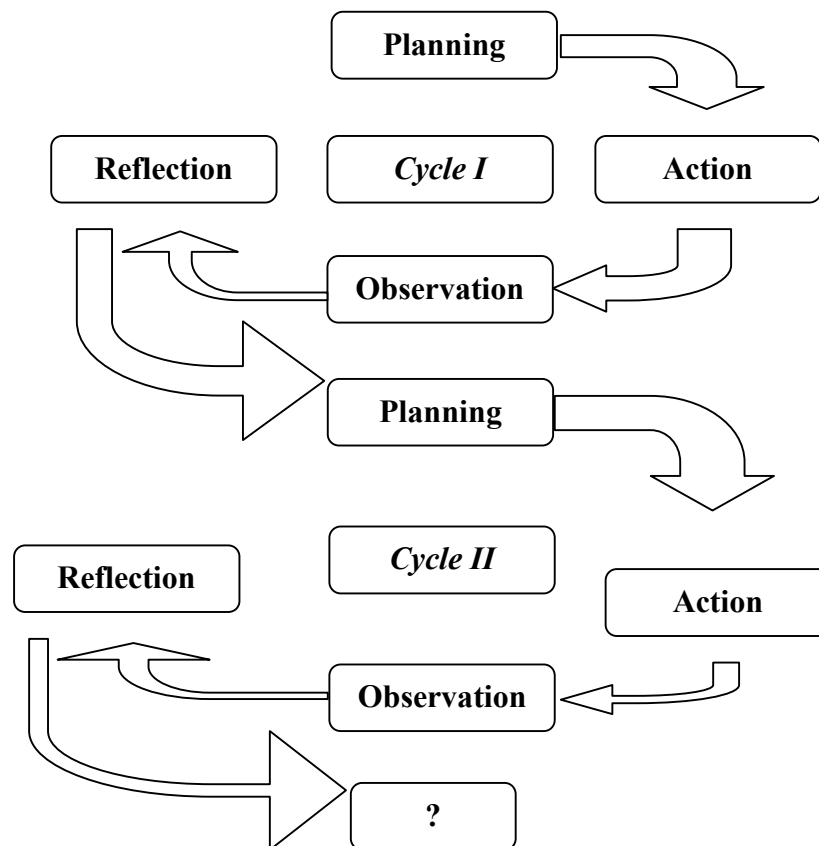 Planning
Reflection
Cycle I
Action
Observation
Planning
Cycle II
Reflection
Action
Observation
?